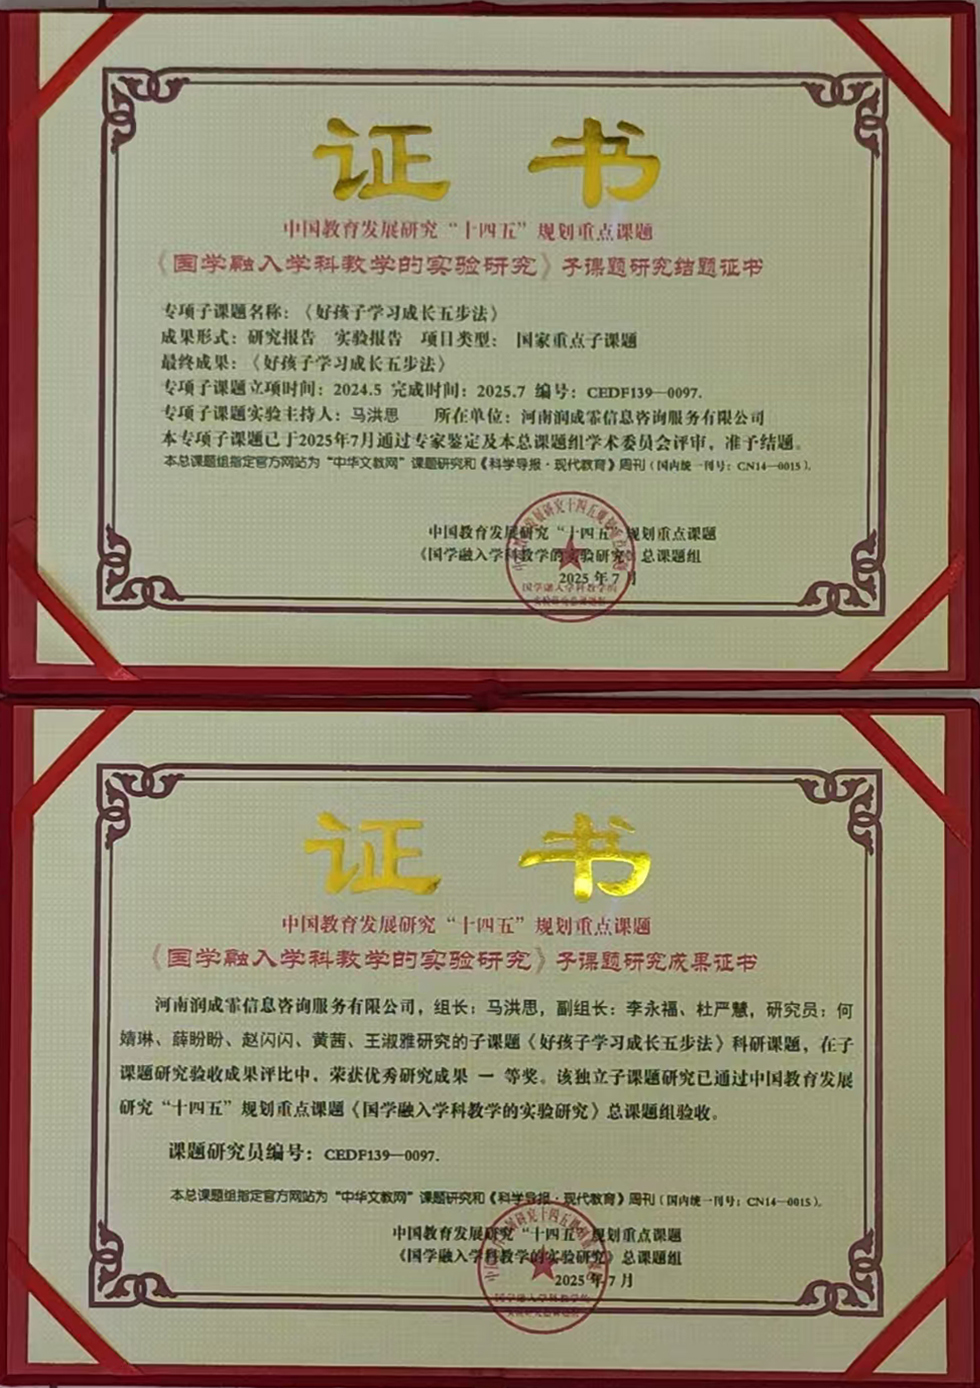 证 书
中国教育发展研究“十四五”规划重点课题
《国学融入学科教学的实验研究》子课题研究结题证书
专项子课题名称：《好孩子学习成长五步法》
成果形式：研究报告 实验报告 项目类型： 国家重点子课题
最终成果：《好孩子学习成长五步法》
专项子课题立项时间：2024.5 完成时间：2025.7 编号：CEDF139—0097.
专项子课题实验主持人：马洪思 所在单位：河南润成霏信息咨询服务有限公司
本专项子课题已于2025年7月通过专家鉴定及本总课题组学术委员会评审，准予结题。
本总课题组指定官方网站为“中华文教网”课题研究和《科学导报·现代教育》周刊（国内统一刊号：CN14—0015）.
中国教育发展研究“十四五”规划重点课题
《国学融入学科教学的实验研究》总课题组
2025年7月
国学融入学科教学的
证 书
中国教育发展研究“十四五”规划重点课题
《国学融入学科教学的实验研究》子课题研究成果证书
河南润成霏信息咨询服务有限公司，组长：马洪思，副组长：李永福、杜严慧，研究员：何
婧琳、薛盼盼、赵闪闪、黄茜、王淑雅研究的子课题《好孩子学习成长五步法》科研课题，在子
课题研究验收成果评比中，荣获优秀研究成果 一 等奖。该独立子课题研究已通过中国教育发展
研究“十四五”规划重点课题《国学融入学科教学的实验研究》总课题组验收。
课题研究员编号：CEDF139—0097.
本总课题组指定官方网站为“中华文教网”课题研究和《科学导报·现代教育》周刊（国内统一刊号：CN14—0015）.
中国教育发展研究“十四五”规划重点课题
《国学融入学科教学的实验研究》总课题组
2025年7月
国学融入学科教学的